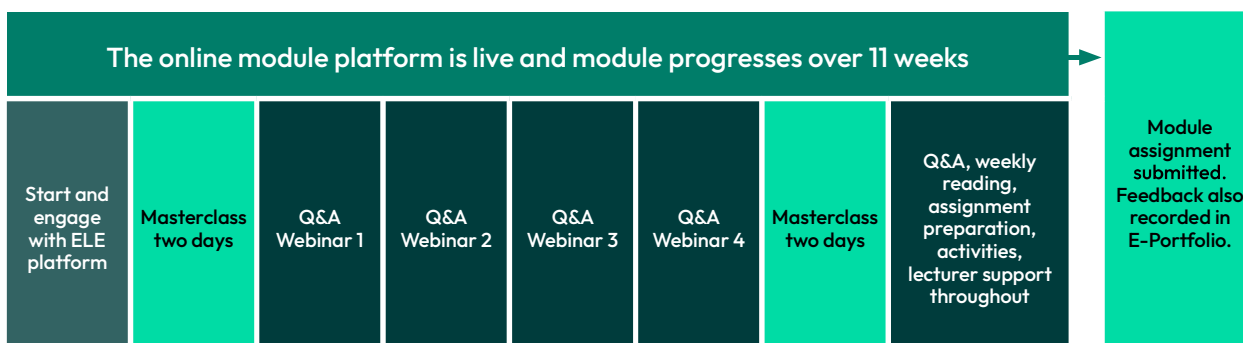 The online module platform is live and module progresses over 11 weeks
Start and
engage
with ELE
platform
Masterclass
two days
Q&A
Webinar 1
Q&A
Webinar 2
Q&A
Webinar 3
Q&A
Webinar 4
Masterclass
two days
Q&A, weekly
reading,
assignment
preparation,
activities,
lecturer support
throughout
Module
assignment
submitted.
Feedback also
recorded in
E-Portfolio.